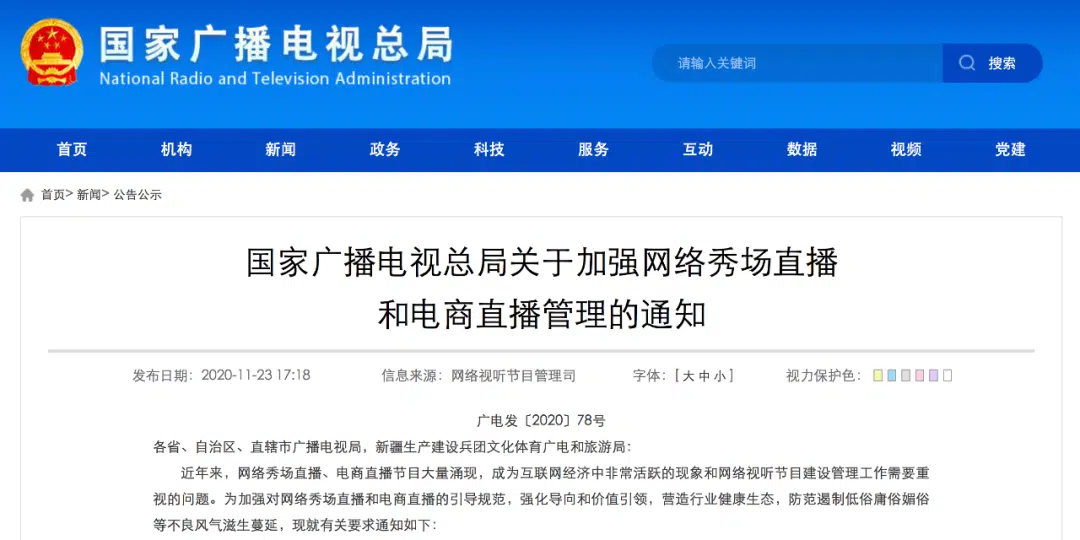 国家广播电视总局
National Radio and Television Administration
请输入关键词
搜索
首页 机构 新闻 政务 科技 服务 互动 数据 视频 党建
首页> 新闻> 公告公示
国家广播电视总局关于加强网络秀场直播
和电商直播管理的通知
发布日期：2020-11-23 17:18 信息来源：网络视听节目管理司 字体：[大 中 小] 视力保护色：
广电发〔2020〕78号
各省、自治区、直辖市广播电视局，新疆生产建设兵团文化体育广电和旅游局：
近年来，网络秀场直播、电商直播节目大量涌现，成为互联网经济中非常活跃的现象和网络视听节目建设管理工作需要重
视的问题。为加强对网络秀场直播和电商直播的引导规范，强化导向和价值引领，营造行业健康生态，防范遏制低俗庸俗媚俗
等不良风气滋生蔓延，现就有关要求通知如下：